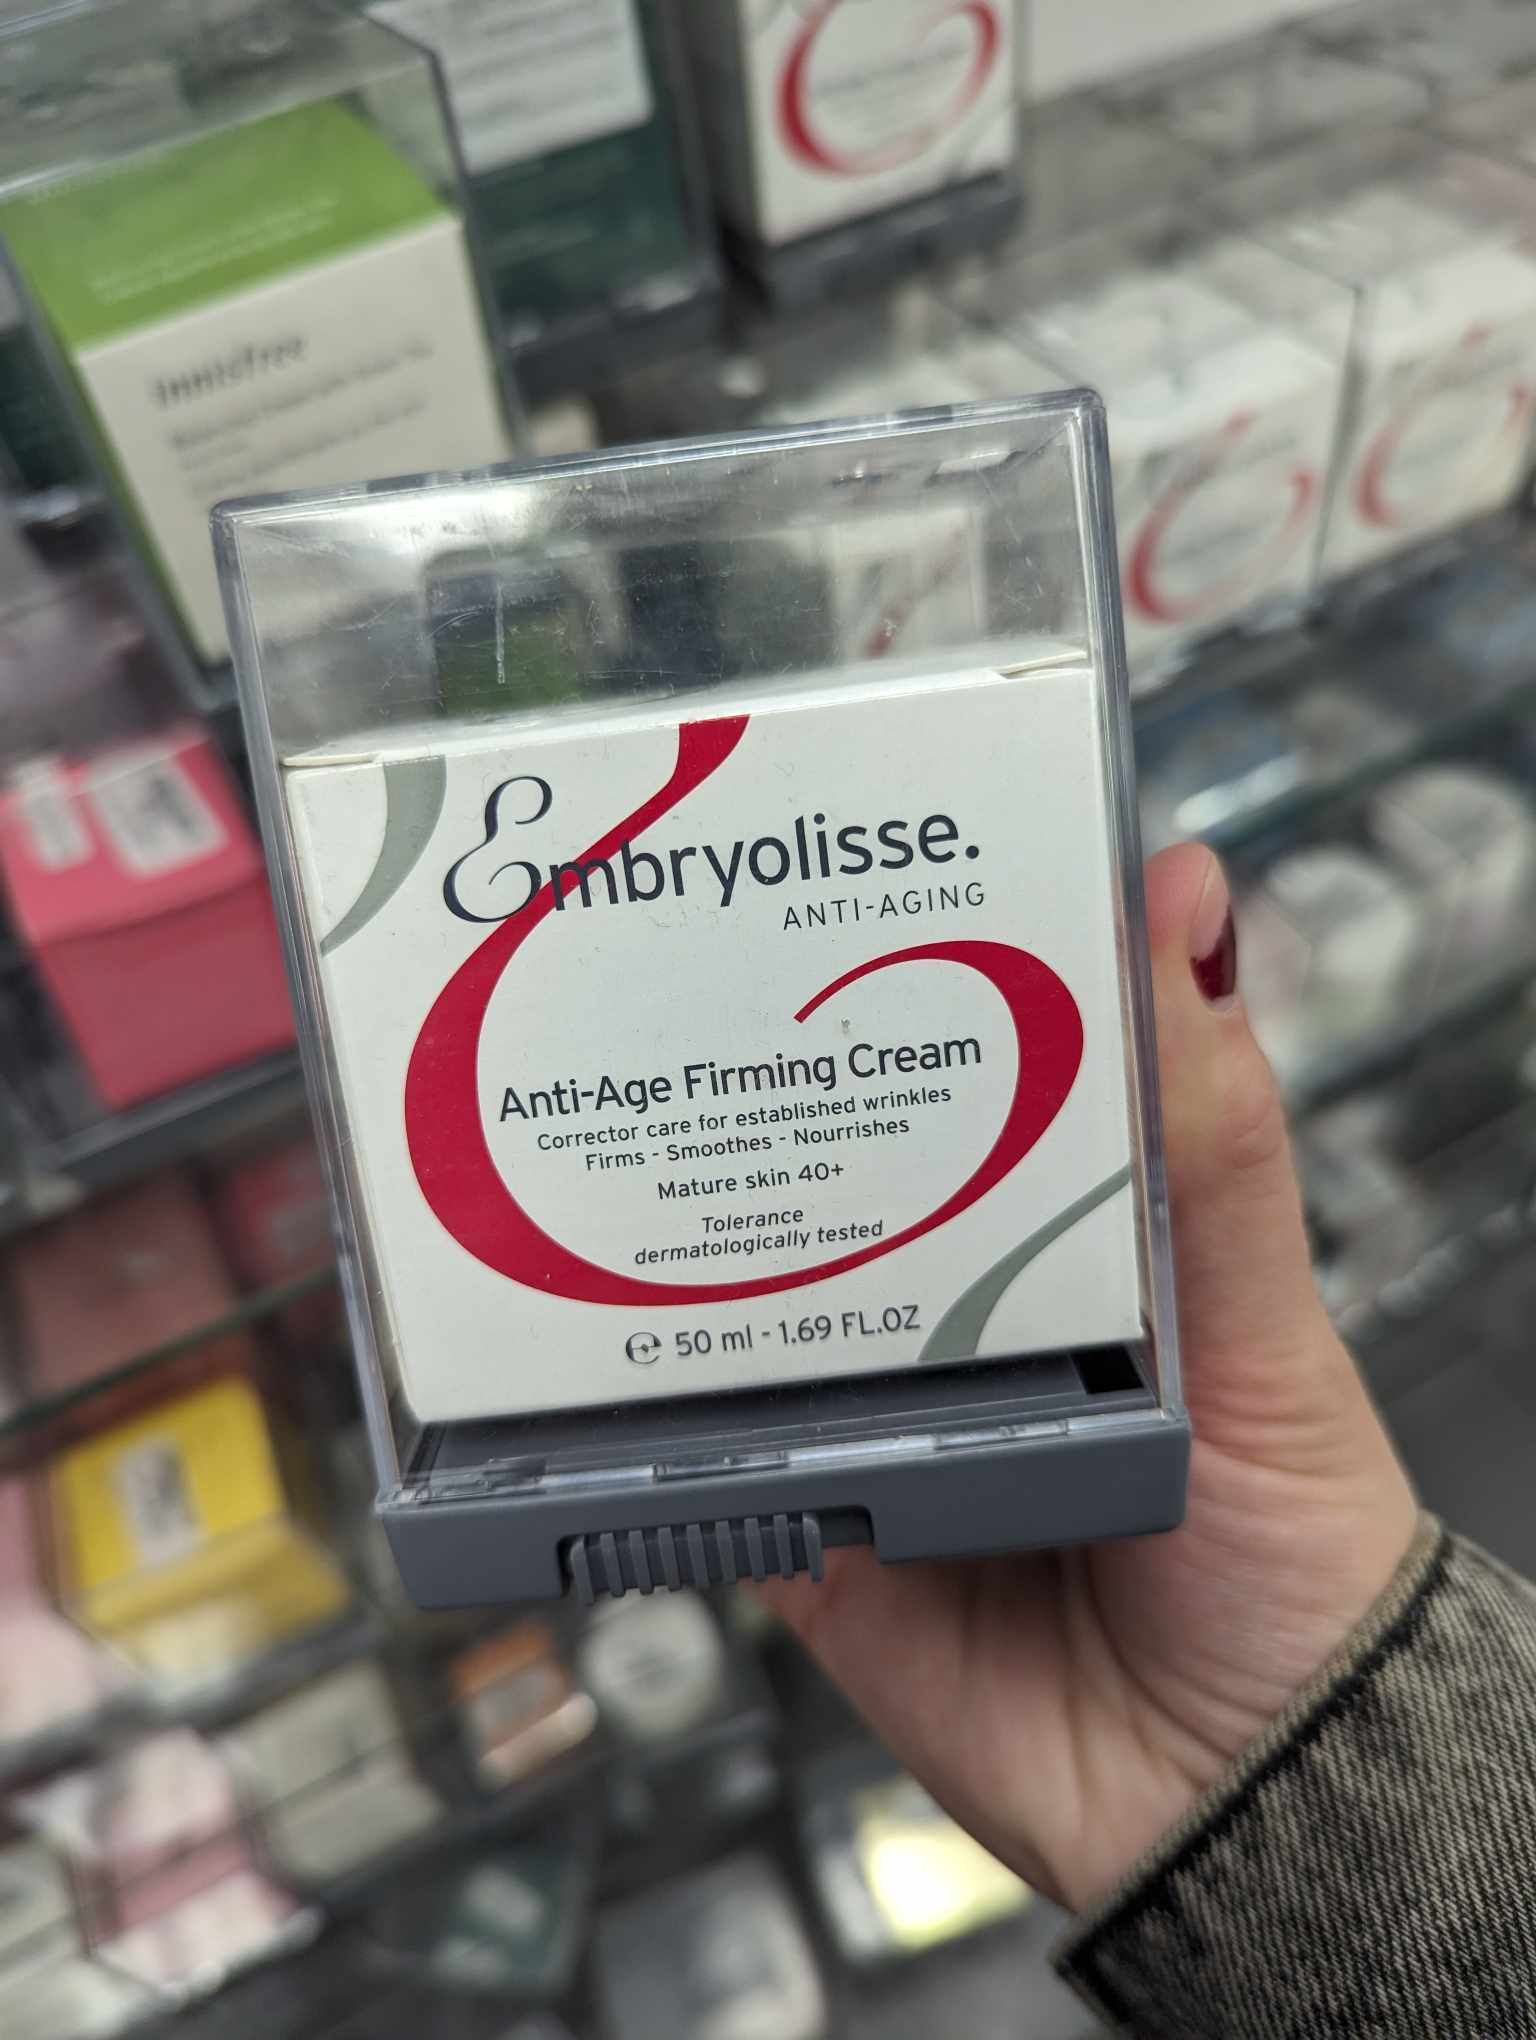 innisfree
Embryolisse.
ANTI-AGING
Anti-Age Firming Cream
Corrector care for established wrinkles
Firms - Smoothes - Nourrishes
Mature skin 40+
Tolerance
dermatologically tested
℮ 50 ml - 1.69 FL.OZ